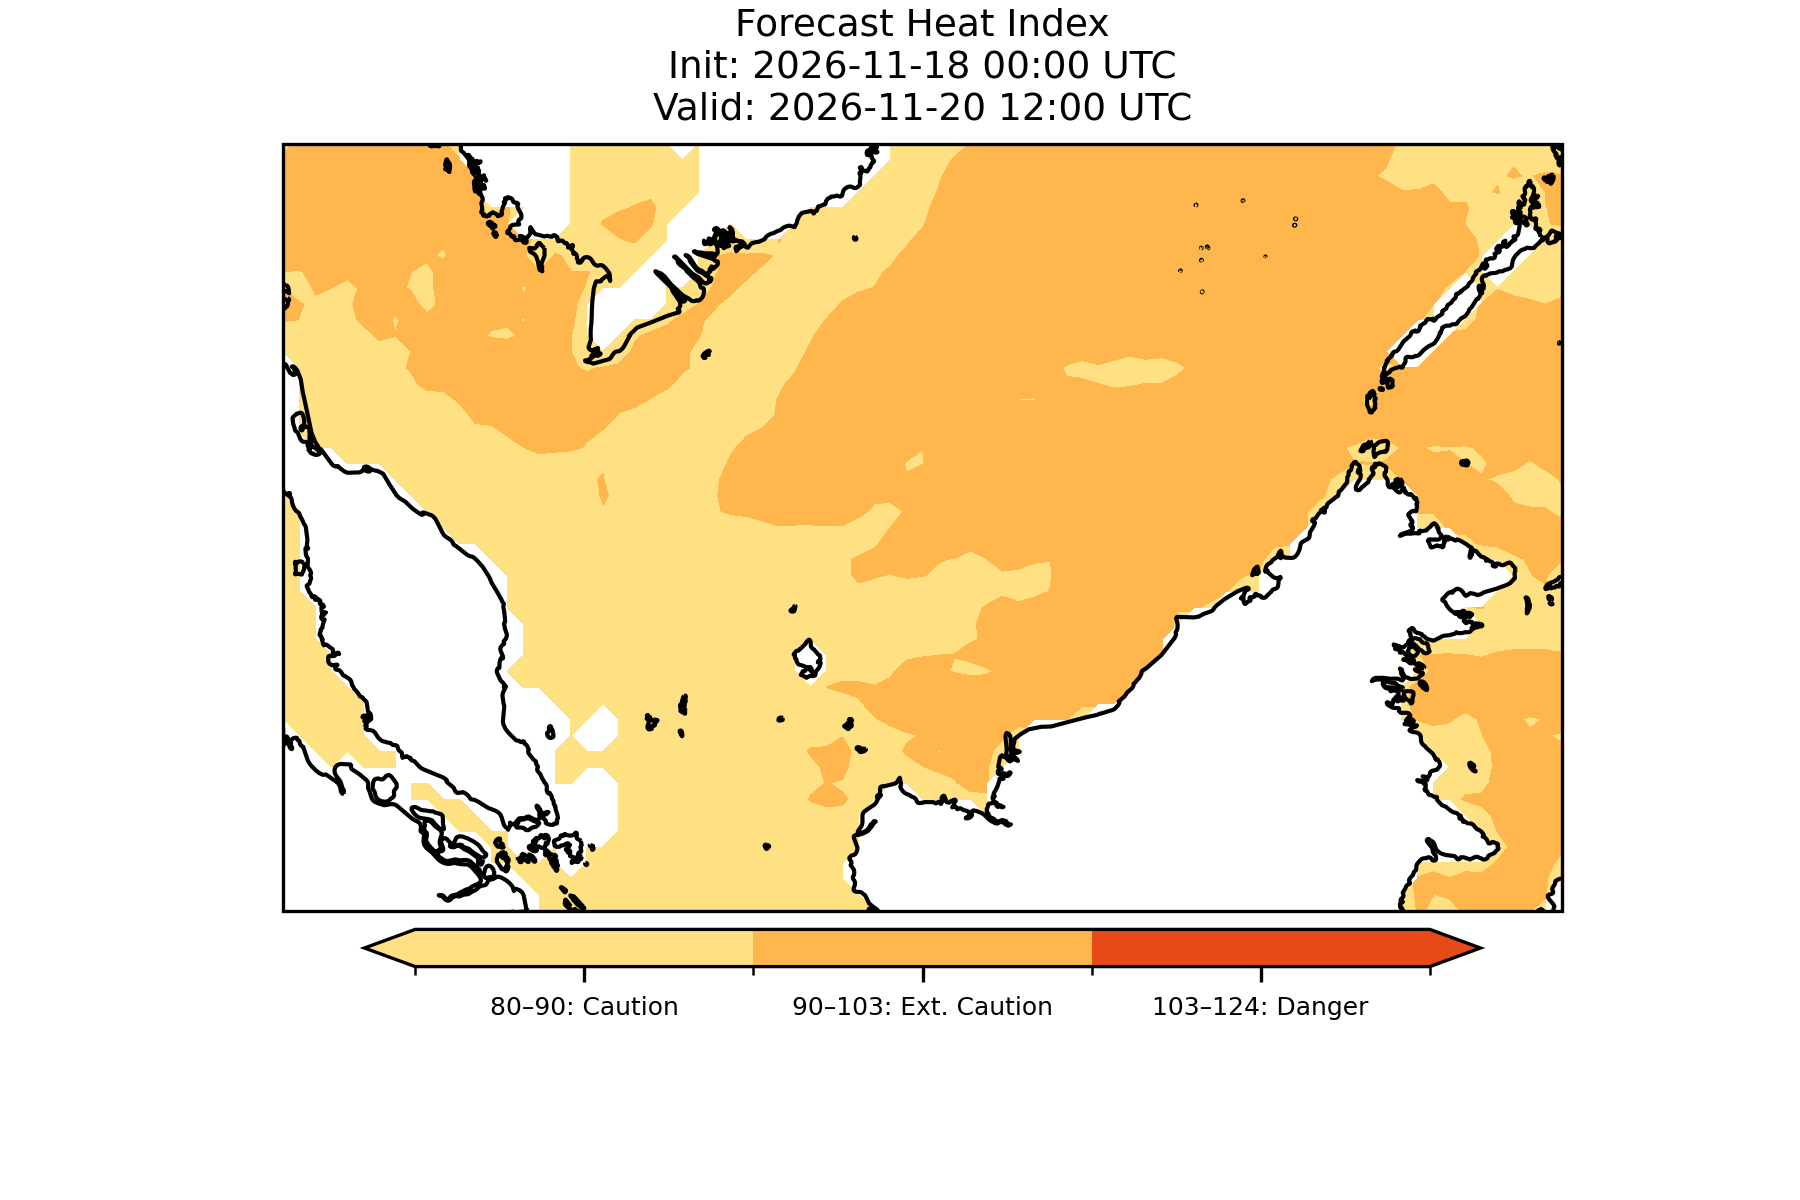 Forecast Heat Index
Init: 2026-11-18 00:00 UTC
Valid: 2026-11-20 12:00 UTC
80–90: Caution
90–103: Ext. Caution
103–124: Danger